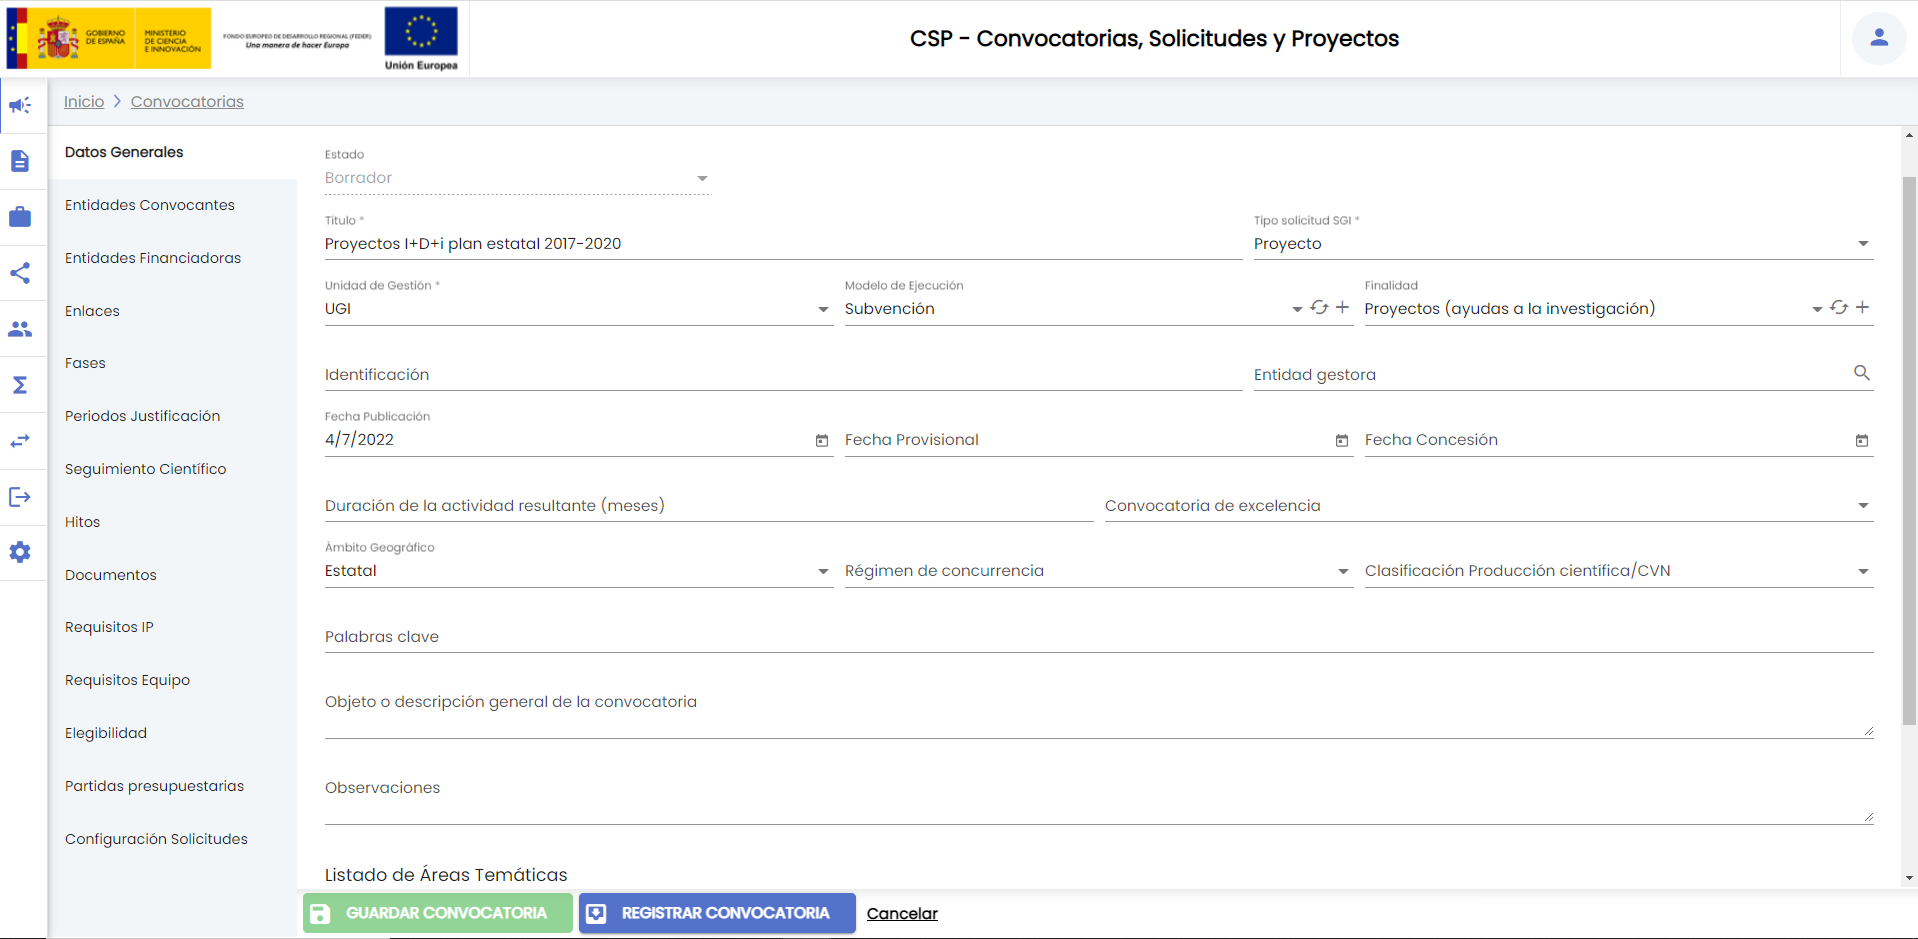 GOBIERNO
DE ESPAÑA
MINISTERIO
DE CIENCIA
E INNOVACIÓN
FONDO EUROPEO DE DESARROLLO REGIONAL (FEDER)
Una manera de hacer Europa
Unión Europea
CSP - Convocatorias, Solicitudes y Proyectos
Inicio > Convocatorias
Datos Generales
Entidades Convocantes
Entidades Financiadoras
Enlaces
Fases
Periodos Justificación
Seguimiento Científico
Hitos
Documentos
Requisitos IP
Requisitos Equipo
Elegibilidad
Partidas presupuestarias
Configuración Solicitudes
Estado
Borrador
Título *
Proyectos I+D+i plan estatal 2017-2020
Tipo solicitud SGI *
Proyecto
Unidad de Gestión *
UGI
Modelo de Ejecución
Subvención
Finalidad
Proyectos (ayudas a la investigación)
Identificación
Entidad gestora
Fecha Publicación
4/7/2022
Fecha Provisional
Fecha Concesión
Duración de la actividad resultante (meses)
Convocatoria de excelencia
Ámbito Geográfico
Estatal
Régimen de concurrencia
Clasificación Producción científica/CVN
Palabras clave
Objeto o descripción general de la convocatoria
Observaciones
Listado de Áreas Temáticas
GUARDAR CONVOCATORIA
REGISTRAR CONVOCATORIA
Cancelar